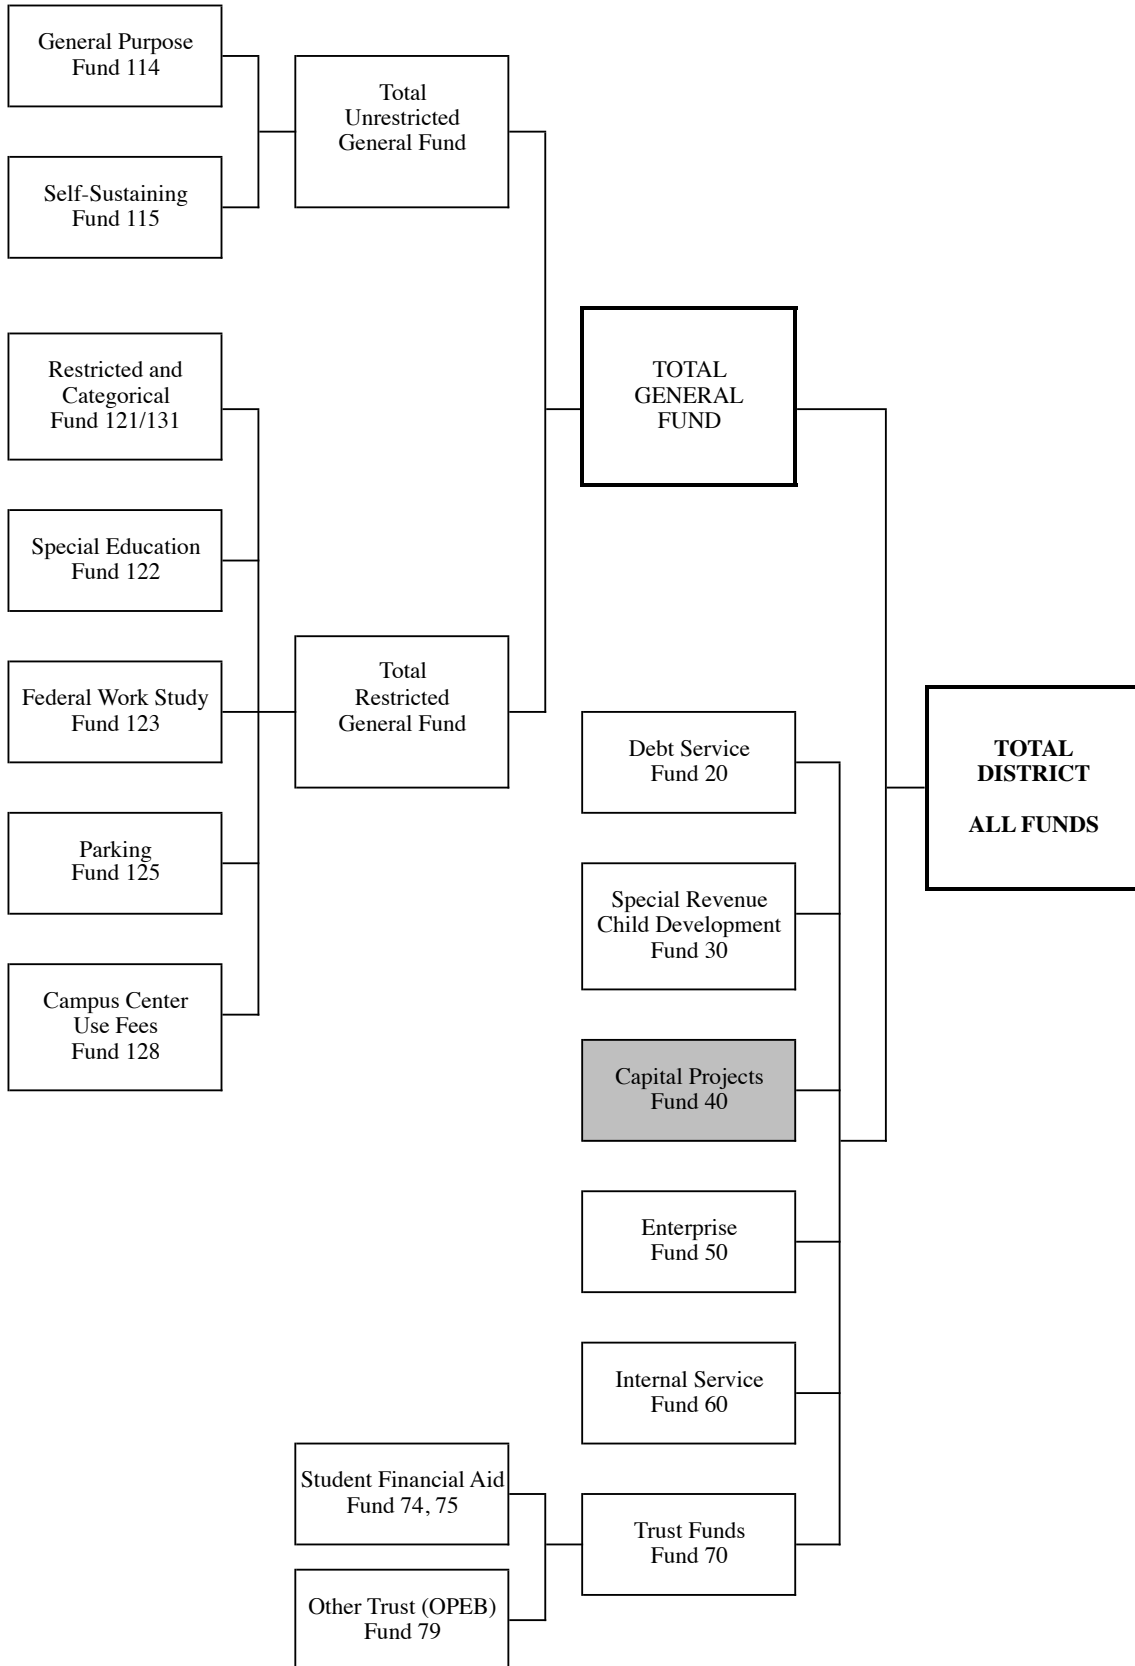 General Purpose
Fund 114
Self-Sustaining
Fund 115
Total
Unrestricted
General Fund
Restricted and
Categorical
Fund 121/131
Special Education
Fund 122
Federal Work Study
Fund 123
Parking
Fund 125
Campus Center
Use Fees
Fund 128
Total
Restricted
General Fund
TOTAL
GENERAL
FUND
Debt Service
Fund 20
Special Revenue
Child Development
Fund 30
Capital Projects
Fund 40
Enterprise
Fund 50
Internal Service
Fund 60
Student Financial Aid
Fund 74, 75
Other Trust (OPEB)
Fund 79
Trust Funds
Fund 70
TOTAL
DISTRICT
ALL FUNDS